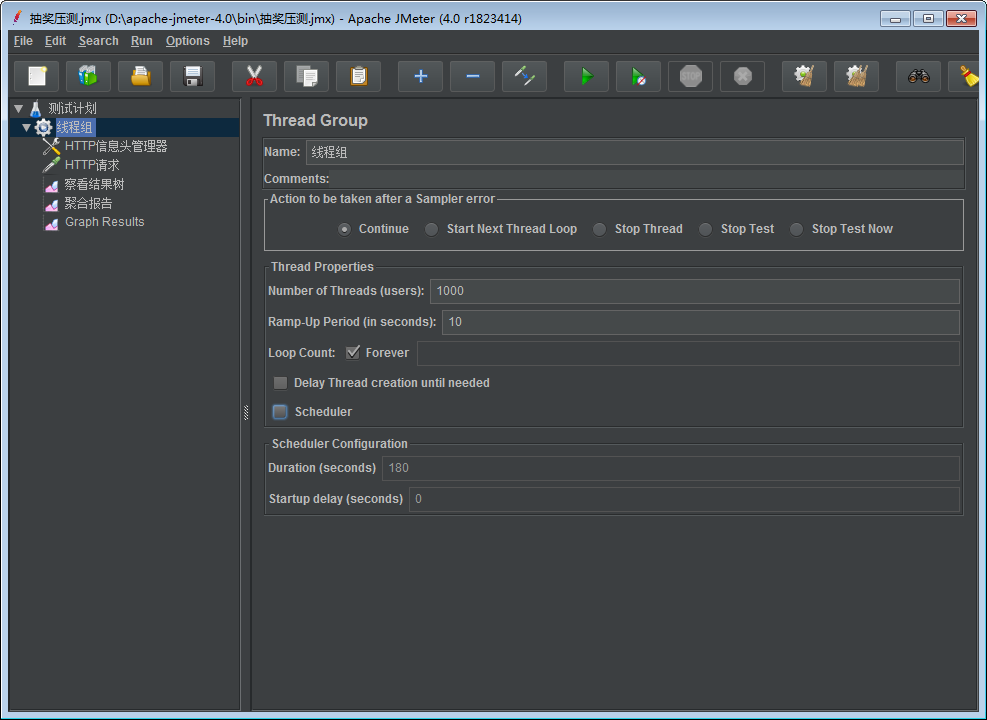 抽奖压测.jmx (D:\apache-jmeter-4.0\bin\抽奖压测.jmx) - Apache JMeter (4.0 r1823414)
File Edit Search Run Options Help
STOP
测试计划
线程组
HTTP信息头管理器
HTTP请求
察看结果树
聚合报告
Graph Results
Thread Group
Name: 线程组
Comments:
Action to be taken after a Sampler error
Continue Start Next Thread Loop Stop Thread Stop Test Stop Test Now
Thread Properties
Number of Threads (users): 1000
Ramp-Up Period (in seconds): 10
Loop Count: Forever
Delay Thread creation until needed
Scheduler
Scheduler Configuration
Duration (seconds) 180
Startup delay (seconds) 0